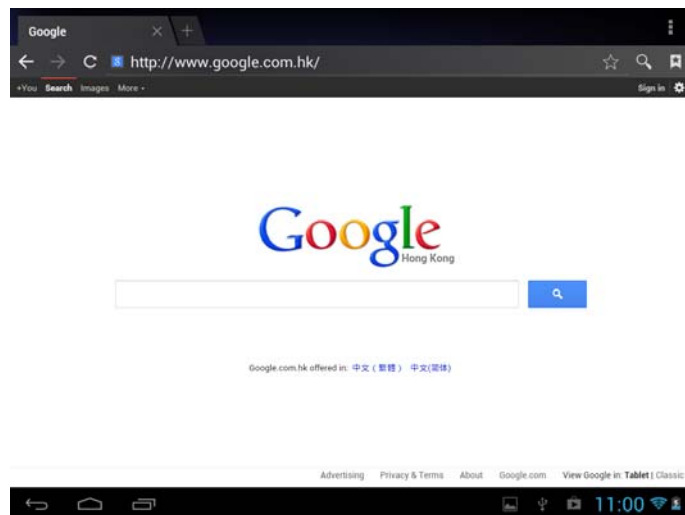 Google
http://www.google.com.hk/
+You Search Images More
Sign in
Google
Hong Kong
Google.com.hk offered in: 中文（繁體） 中文(简体)
Advertising Privacy & Terms About Google.com View Google in: Tablet | Classic
11:00